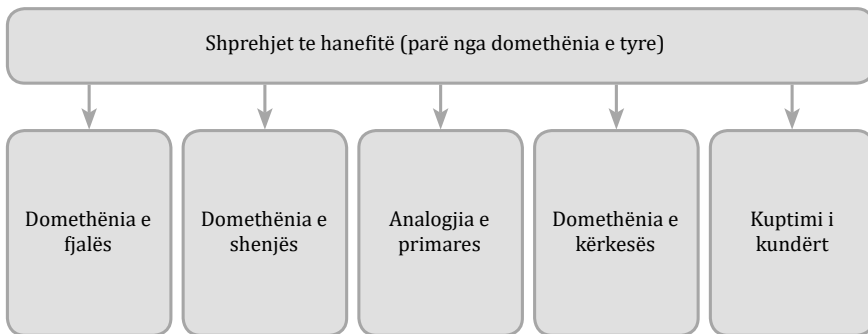 Shprehjet te hanefitë (parë nga domethënia e tyre)
Domethënia e
fjalës
Domethënia e
shenjës
Analogjia e
primares
Domethënia e
kërkesës
Kuptimi i
kundërt